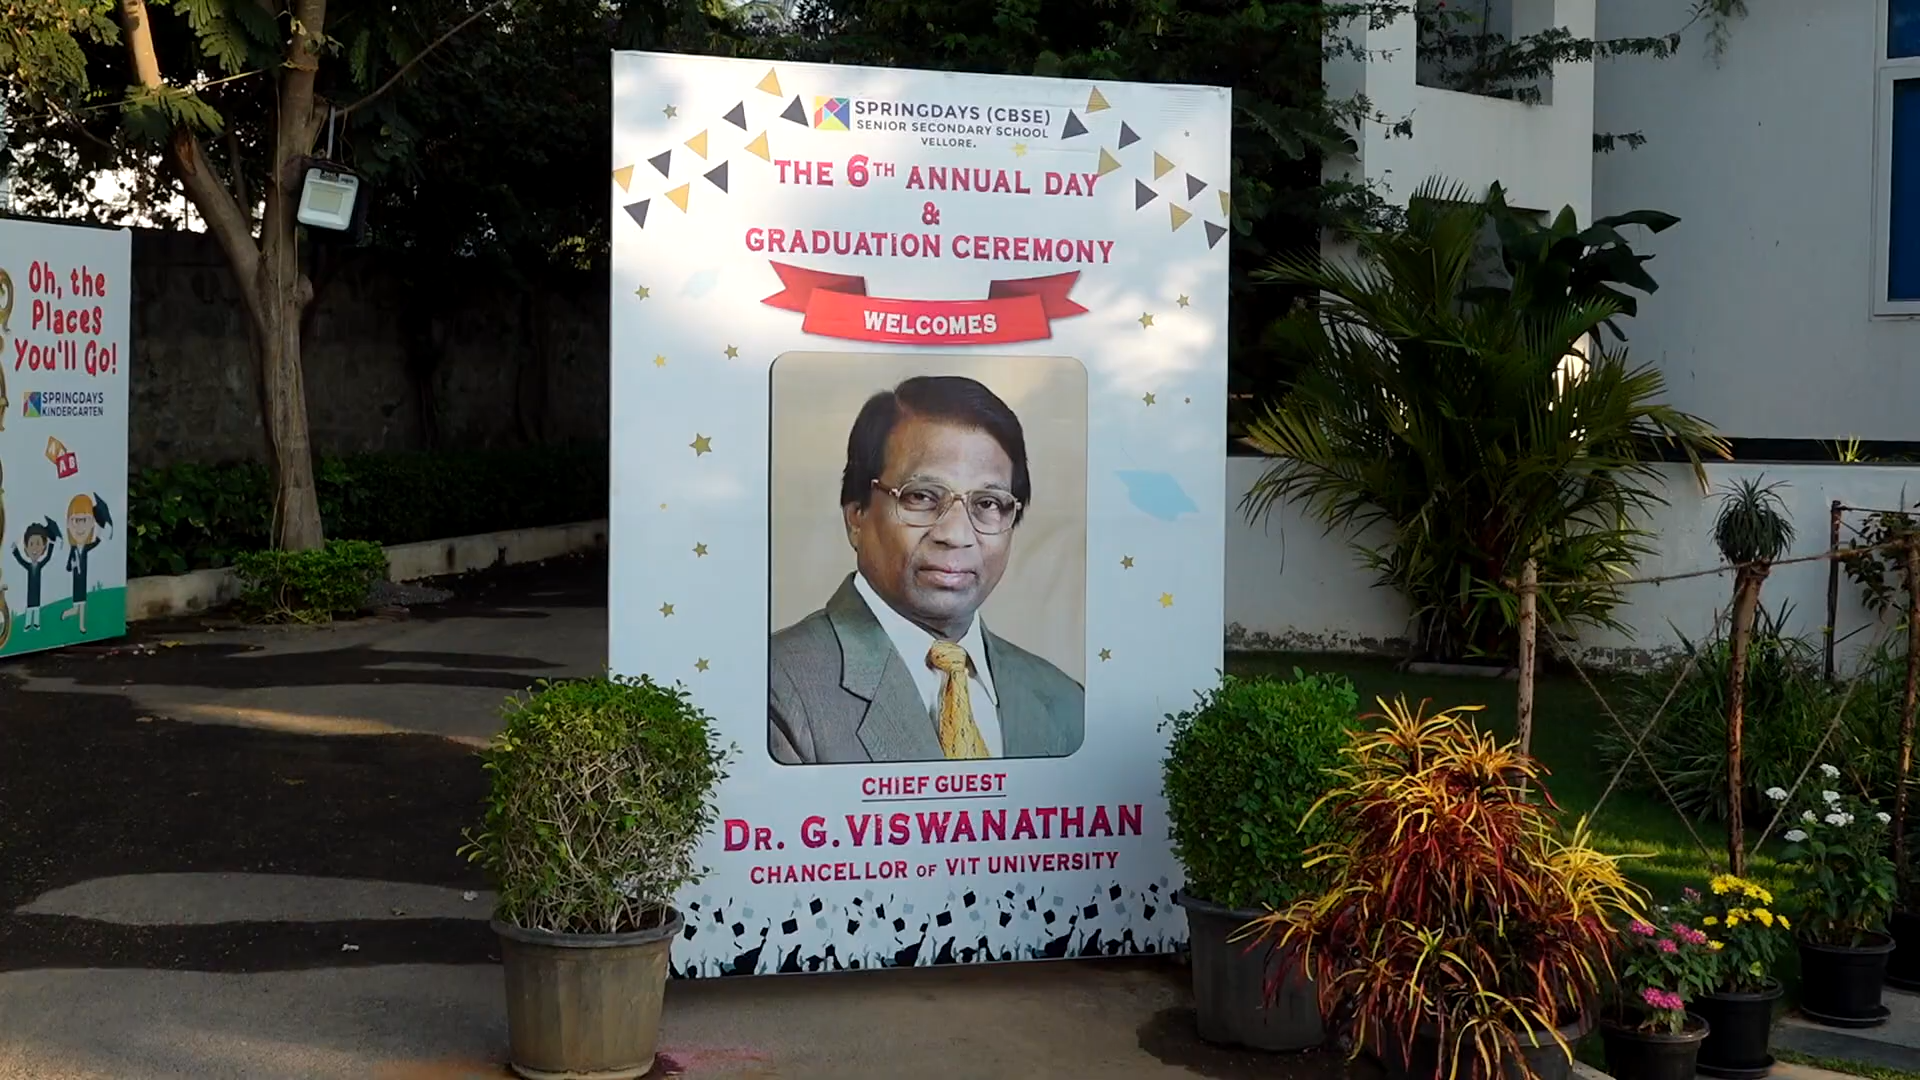 Oh, the
Places
You'll Go!
SPRINGDAYS
KINDERGARTEN
A
B
SPRINGDAYS (CBSE)
SENIOR SECONDARY SCHOOL
VELLORE.
THE 6TH ANNUAL DAY
&
GRADUATION CEREMONY
WELCOMES
CHIEF GUEST
DR. G.VISWANATHAN
CHANCELLOR OF VIT UNIVERSITY